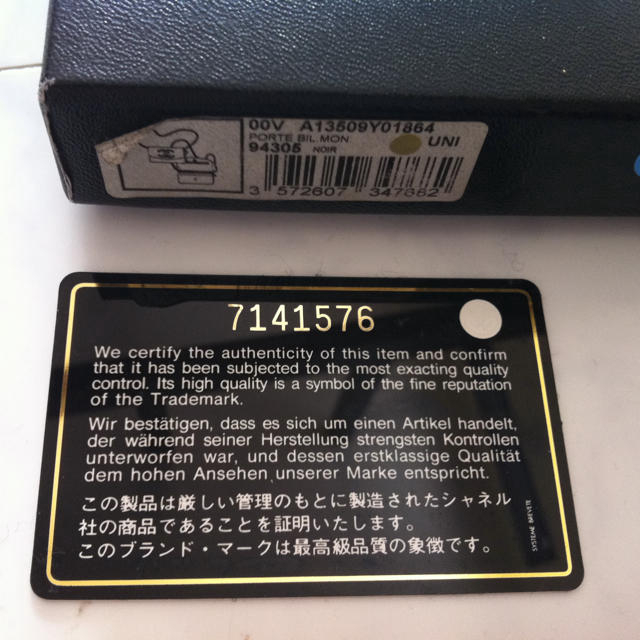 00V A13509Y01864
PORTE BIL.MON
UNI
94305 NOIR
3 572607 347862
7141576
We certify the authenticity of this item and confirm
that it has been subjected to the most exacting quality
control. Its high quality is a symbol of the fine reputation
of the Trademark.
Wir bestätigen, dass es sich um einen Artikel handelt,
der während seiner Herstellung strengsten Kontrollen
unterworfen war, und dessen erstklassige Qualität
dem hohen Ansehen unserer Marke entspricht.
この製品は厳しい管理のもとに製造されたシャネル
社の商品であることを証明いたします。
このブランド・マークは最高級品質の象徴です。
SYSTEME BREVETE